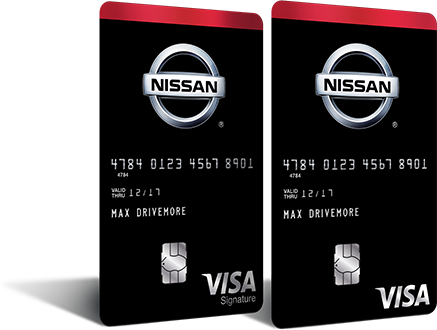 NISSAN
®
4784 0123 4567 8901
4784
VALID
THRU 12/17
MAX DRIVEMORE
VISA
Signature
NISSAN
®
4784 0123 4567 8901
4784
VALID
THRU 12/17
MAX DRIVEMORE
VISA